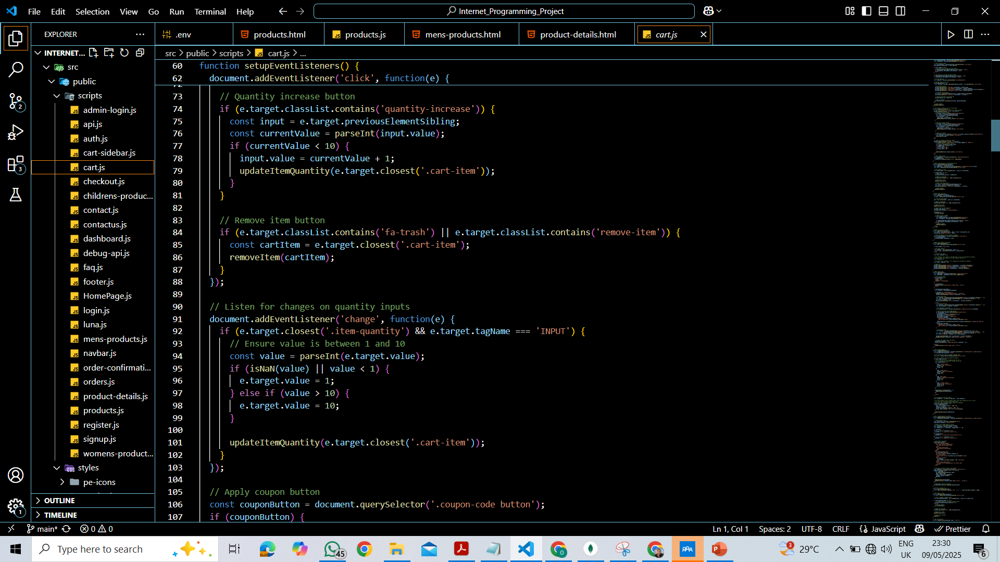 File Edit Selection View Go Run Terminal Help
Internet_Programming_Project
EXPLORER
.env
products.html
products.js
mens-products.html
product-details.html
cart.js
INTERNET...
src > public > scripts > cart.js > ...
src
public
scripts
admin-login.js
api.js
auth.js
cart-sidebar.js
cart.js
checkout.js
childrens-produc...
contact.js
contactus.js
dashboard.js
debug-api.js
faq.js
footer.js
HomePage.js
login.js
luna.js
mens-products.js
navbar.js
order-confirmati...
orders.js
product-details.js
products.js
register.js
signup.js
womens-product...
styles
pe-icons
OUTLINE
TIMELINE
2
3
1
60 function setupEventListeners() {
62 document.addEventListener('click', function(e) {
73 // Quantity increase button
74 if (e.target.classList.contains('quantity-increase')) {
75 const input = e.target.previousElementSibling;
76 const currentValue = parseInt(input.value);
77 if (currentValue < 10) {
78 input.value = currentValue + 1;
79 updateItemQuantity(e.target.closest('.cart-item'));
80 }
81 }
82
83 // Remove item button
84 if (e.target.classList.contains('fa-trash') || e.target.classList.contains('remove-item')) {
85 const cartItem = e.target.closest('.cart-item');
86 removeItem(cartItem);
87 }
88 });
89
90 // Listen for changes on quantity inputs
91 document.addEventListener('change', function(e) {
92 if (e.target.closest('.item-quantity') && e.target.tagName === 'INPUT') {
93 // Ensure value is between 1 and 10
94 const value = parseInt(e.target.value);
95 if (isNaN(value) || value < 1) {
96 e.target.value = 1;
97 } else if (value > 10) {
98 e.target.value = 10;
99 }
100
101 updateItemQuantity(e.target.closest('.cart-item'));
102 }
103 });
104
105 // Apply coupon button
106 const couponButton = document.querySelector('.coupon-code button');
107 if (couponButton) {
main* 0 0
Ln 1, Col 1 Spaces: 2 UTF-8 CRLF JavaScript Prettier
Type here to search
45
3
29°C
ENG
UK
23:30
09/05/2025
6